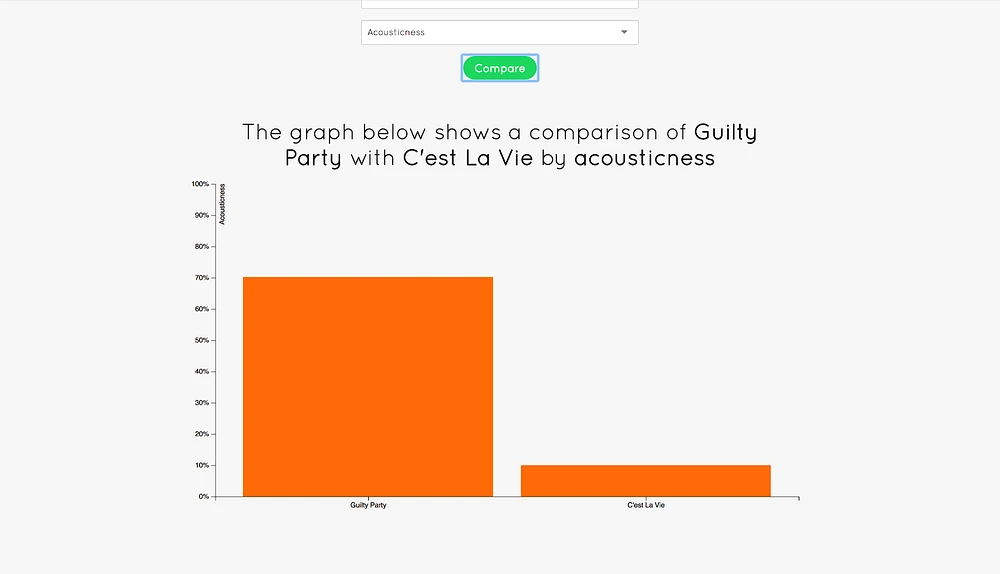 Acousticness
Compare
The graph below shows a comparison of Guilty
Party with C'est La Vie by acousticness
100%
Acousticness
90%
80%
70%
60%
50%
40%
30%
20%
10%
0%
Guilty Party
C'est La Vie